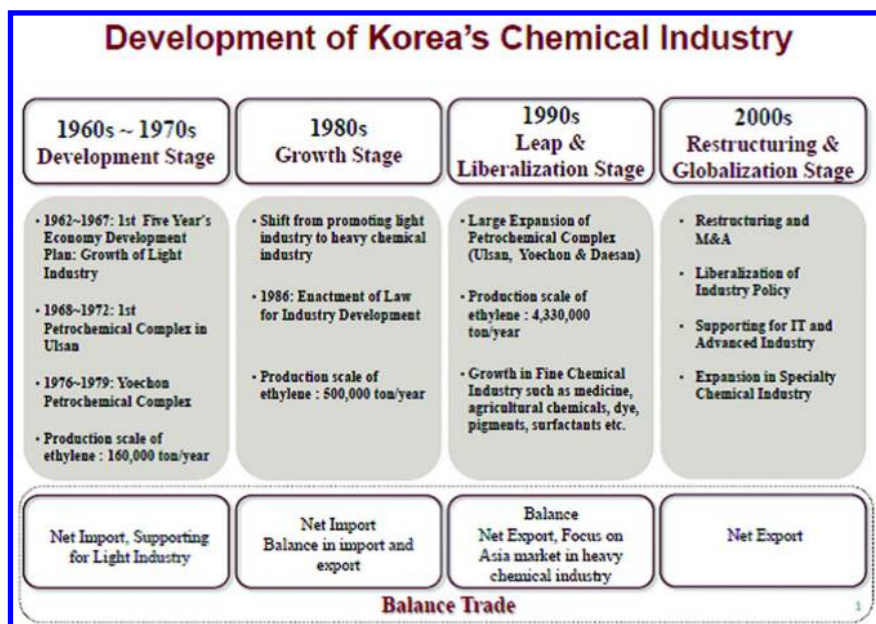 Development of Korea's Chemical Industry
1960s ~ 1970s
Development Stage
1980s
Growth Stage
1990s
Leap &
Liberalization Stage
2000s
Restructuring &
Globalization Stage
• 1962~1967: 1st Five Year's
Economy Development
Plan: Growth of Light
Industry
• 1968~1972: 1st
Petrochemical Complex in
Ulsan
• 1976~1979: Yoechon
Petrochemical Complex
• Production scale of
ethylene : 160,000 ton/year
• Shift from promoting light
industry to heavy chemical
industry
• 1986: Enactment of Law
for Industry Development
• Production scale of
ethylene : 500,000 ton/year
• Large Expansion of
Petrochemical Complex
(Ulsan, Yoechon & Daesan)
• Production scale of
ethylene : 4,330,000
ton/year
• Growth in Fine Chemical
Industry such as medicine,
agricultural chemicals, dye,
pigments, surfactants etc.
• Restructuring and
M&A
• Liberalization of
Industry Policy
• Supporting for IT and
Advanced Industry
• Expansion in Specialty
Chemical Industry
Net Import, Supporting
for Light Industry
Net Import
Balance in import and
export
Balance
Net Export, Focus on
Asia market in heavy
chemical industry
Net Export
Balance Trade
1